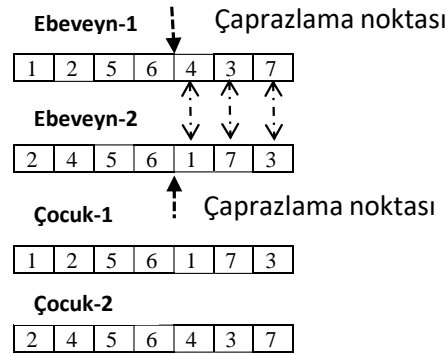 Ebeveyn-1 Çaprazlama noktası
1 2 5 6 4 3 7
Ebeveyn-2
2 4 5 6 1 7 3
Çocuk-1 Çaprazlama noktası
1 2 5 6 1 7 3
Çocuk-2
2 4 5 6 4 3 7